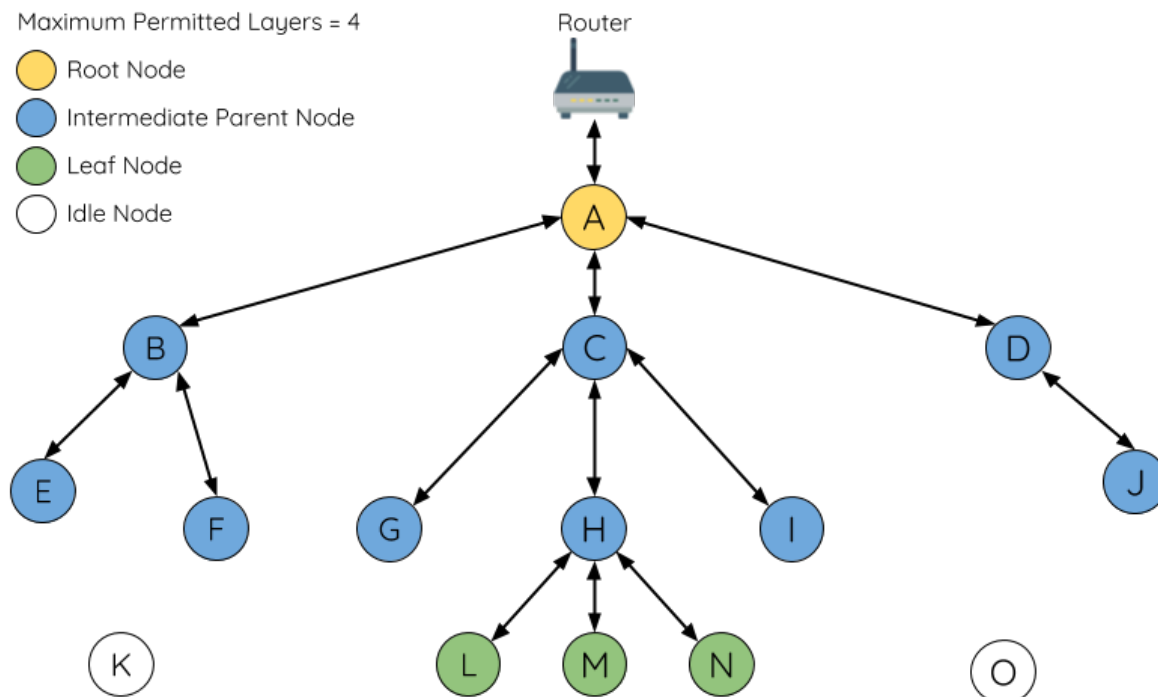 Maximum Permitted Layers = 4
Router
Root Node
Intermediate Parent Node
Leaf Node
Idle Node
A
B
C
D
E
F
G
H
I
J
K
L
M
N
O